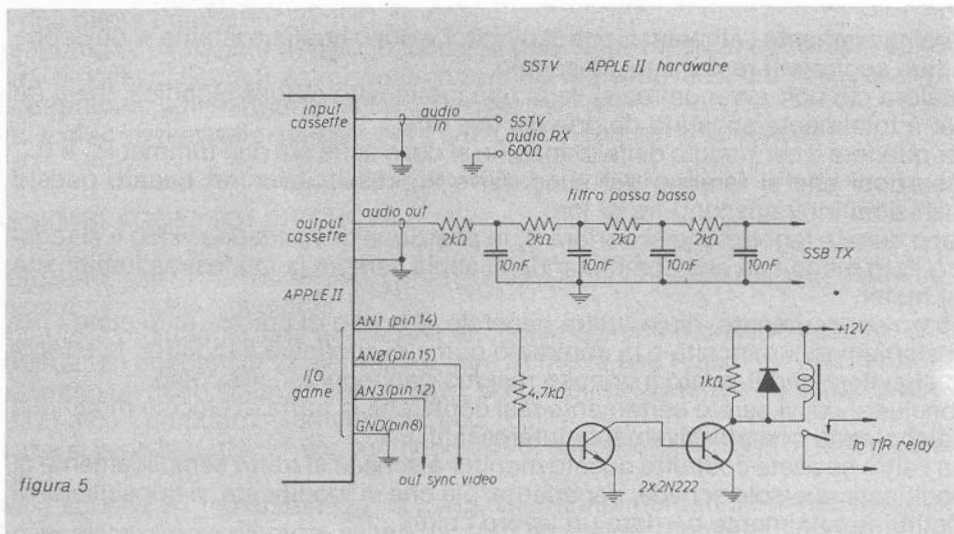 SSTV APPLE II hardware
input cassette
audio in
SSTV audio RX 600Ω
filtro passa basso
output cassette
audio out
2kΩ 2kΩ 2kΩ 2kΩ
10nF 10nF 10nF 10nF
SSB TX
APPLE II
I/O game
AN1 (pin 14)
AN0 (pin 15)
AN3 (pin 12)
GND (pin 8)
out sync. video
4,7kΩ
1kΩ
+12V
2x2N222
to T/R relay
figura 5